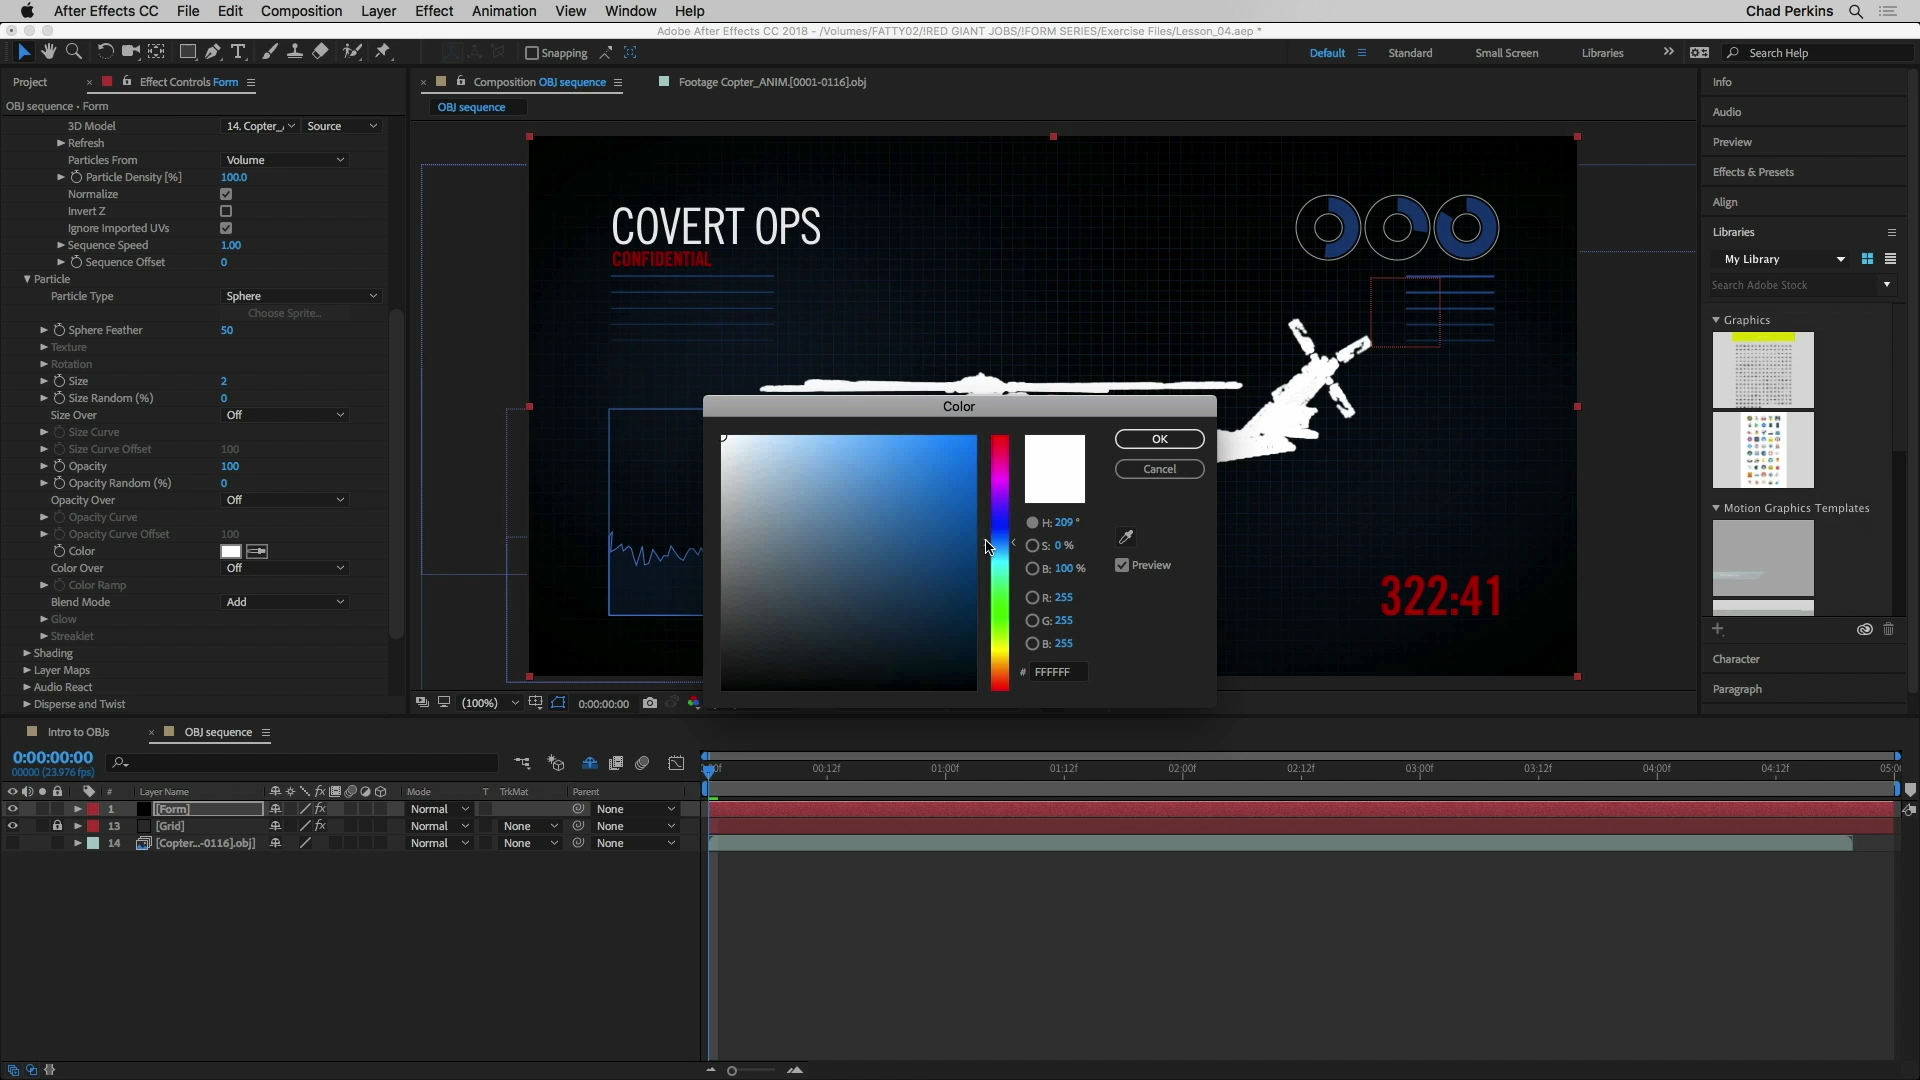 After Effects CC File Edit Composition Layer Effect Animation View Window Help Chad Perkins
Adobe After Effects CC 2018 - /Volumes/FATTY02/!RED GIANT JOBS/!FORM SERIES/Exercise Files/Lesson_04.aep *
Snapping Default Standard Small Screen Libraries Search Help
Project Effect Controls Form
OBJ sequence • Form
3D Model 14. Copter_ Source
Refresh
Particles From Volume
Particle Density [%] 100.0
Normalize
Invert Z
Ignore Imported UVs
Sequence Speed 1.00
Sequence Offset 0
Particle
Particle Type Sphere
Choose Sprite...
Sphere Feather 50
Texture
Rotation
Size 2
Size Random (%) 0
Size Over Off
Size Curve
Size Curve Offset 100
Opacity 100
Opacity Random (%) 0
Opacity Over Off
Opacity Curve
Opacity Curve Offset 100
Color
Color Over Off
Color Ramp
Blend Mode Add
Glow
Streaklet
Shading
Layer Maps
Audio React
Disperse and Twist
Composition OBJ sequence Footage Copter_ANIM.[0001-0116].obj
OBJ sequence
COVERT OPS
CONFIDENTIAL
322:41
Color
OK
Cancel
H: 209 °
S: 0 %
B: 100 %
Preview
R: 255
G: 255
B: 255
# FFFFFF
(100%) 0:00:00:00
Info
Audio
Preview
Effects & Presets
Align
Libraries
My Library
Search Adobe Stock
Graphics
Motion Graphics Templates
Character
Paragraph
Intro to OBJs OBJ sequence
0:00:00:00
00000 (23.976 fps)
00:12f 01:00f 01:12f 02:00f 02:12f 03:00f 03:12f 04:00f 04:12f
# Layer Name Mode T TrkMat Parent
1 [Form] Normal None
13 [Grid] Normal None None
14 [Copter...-0116].obj] Normal None None